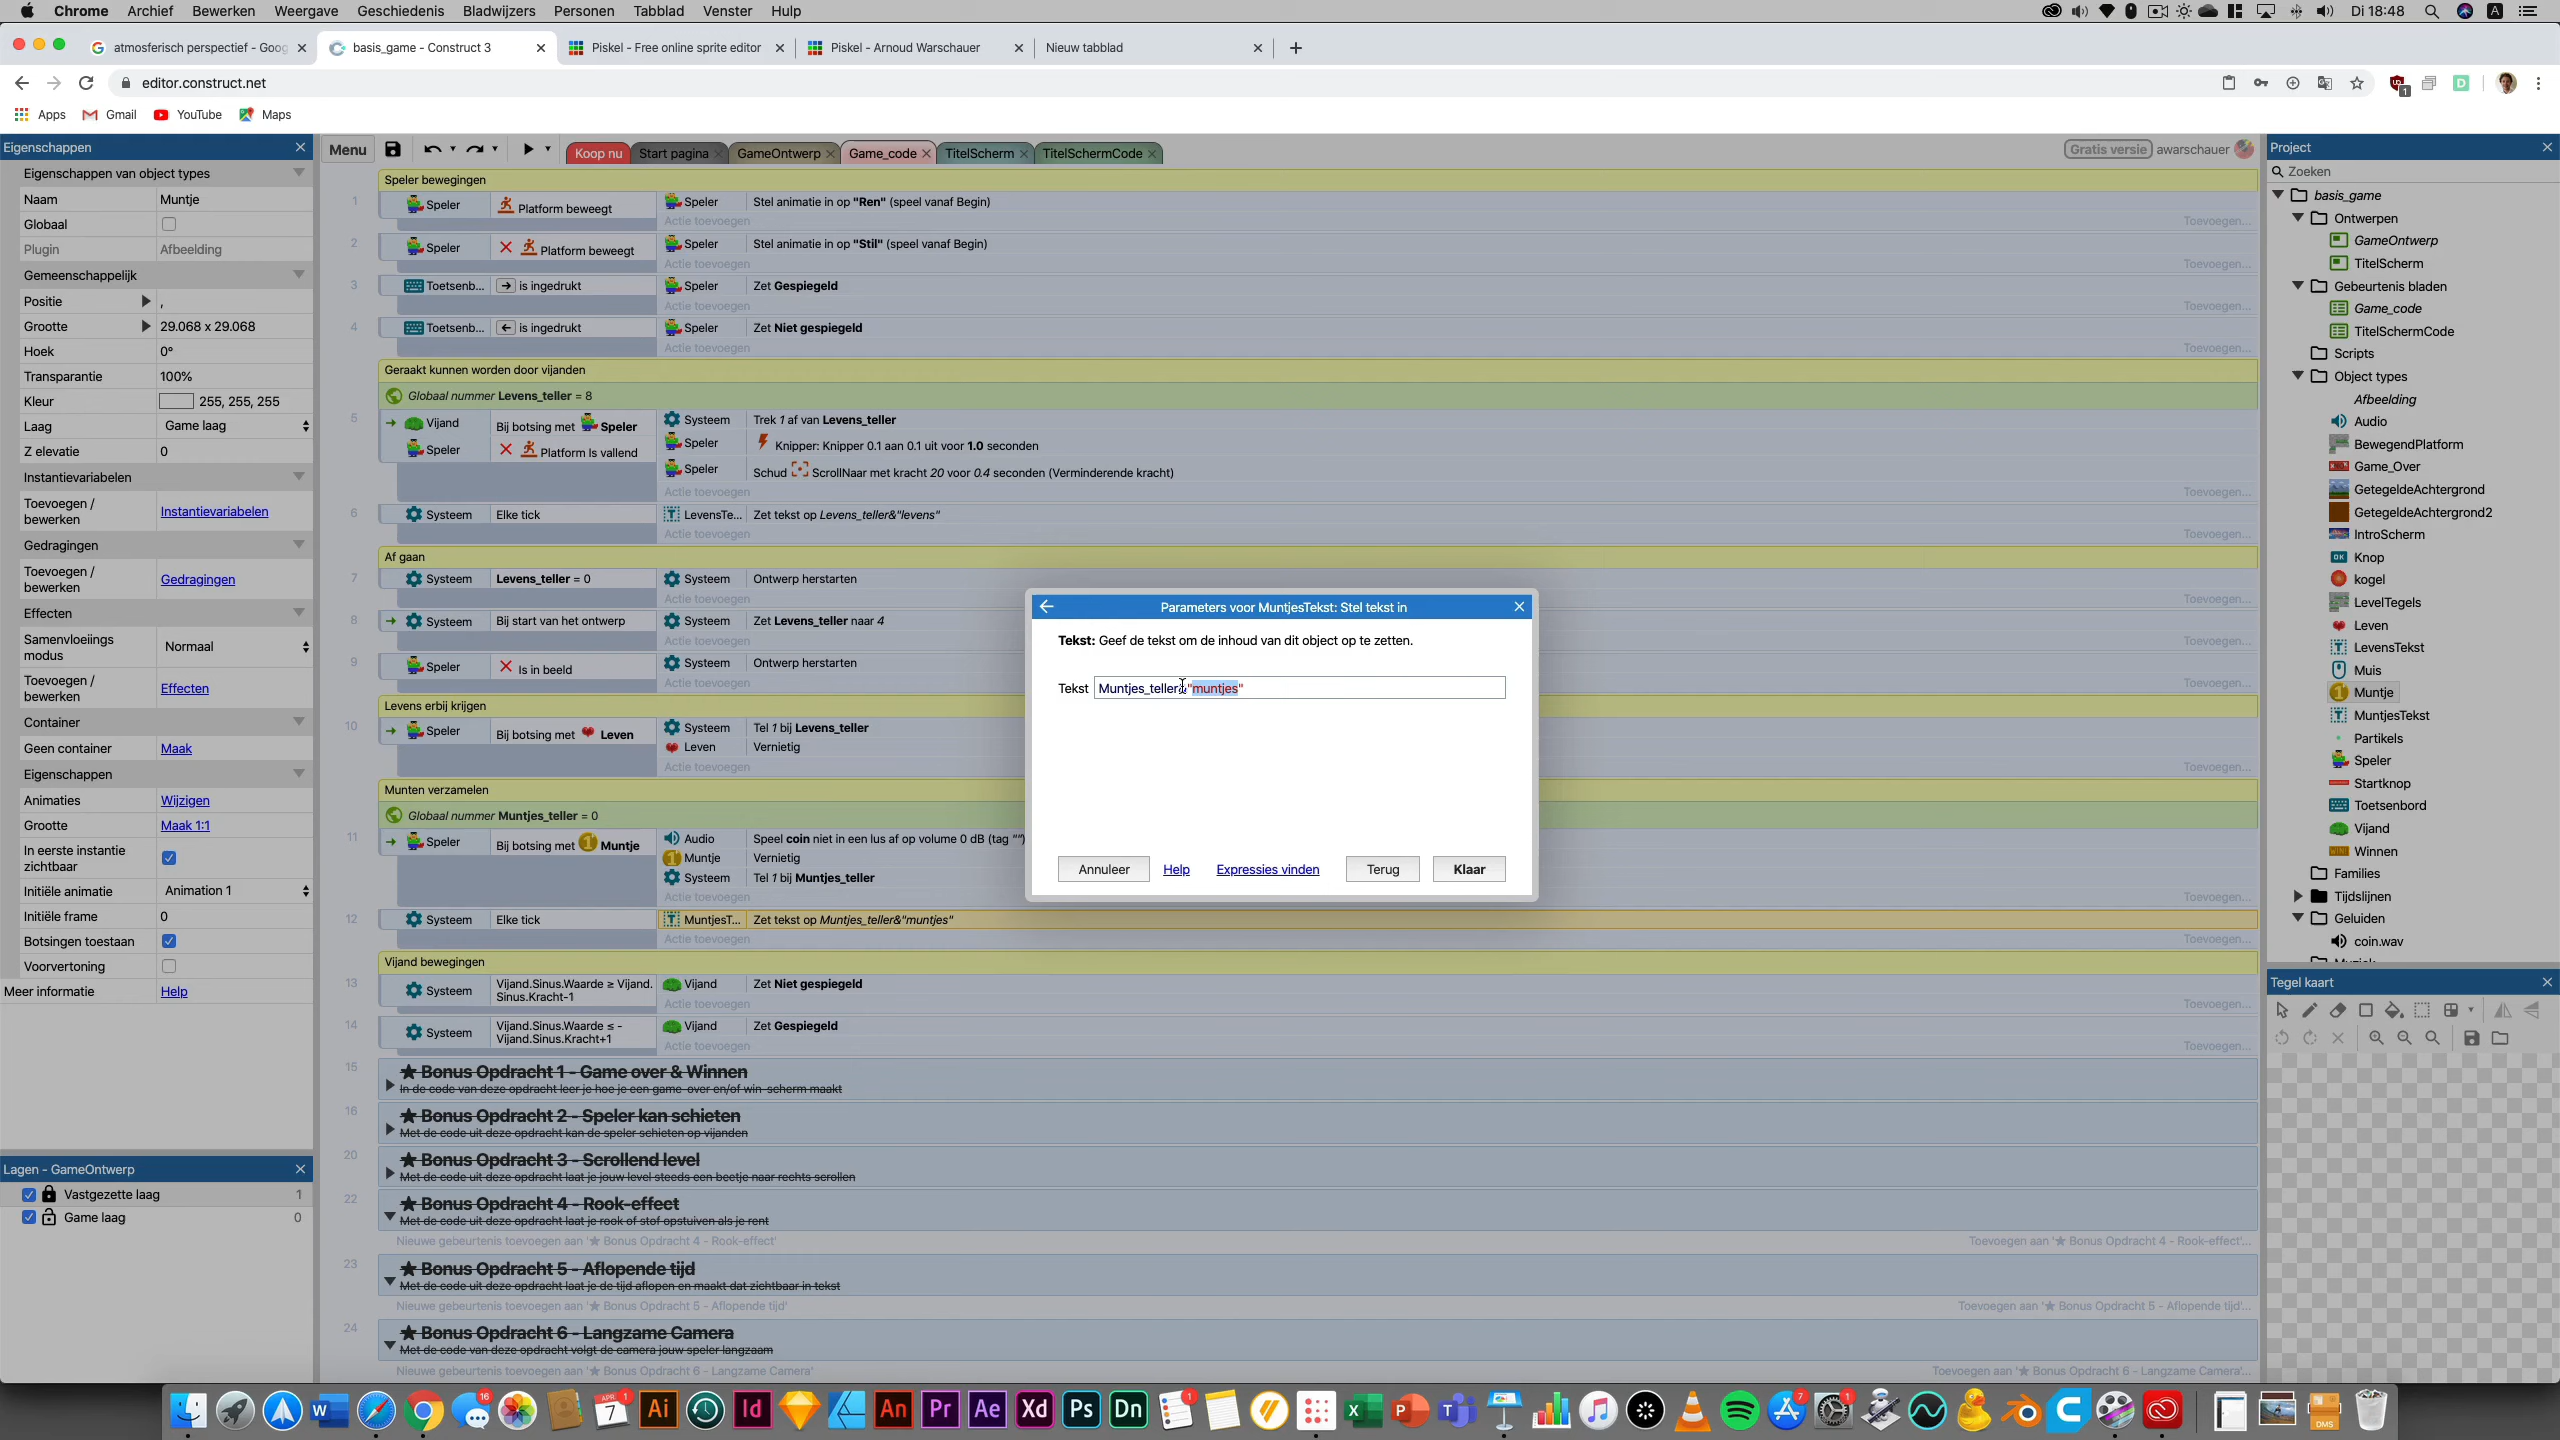 Chrome Archief Bewerken Weergave Geschiedenis Bladwijzers Personen Tabblad Venster Hulp Di 18:48
atmosferisch perspectief - Goog basis_game - Construct 3 Piskel - Free online sprite editor Piskel - Arnoud Warschauer Nieuw tabblad
editor.construct.net
Apps Gmail YouTube Maps
Eigenschappen
Eigenschappen van object types
Naam Muntje
Globaal
Plugin Afbeelding
Gemeenschappelijk
Positie ,
Grootte 29.068 x 29.068
Hoek 0°
Transparantie 100%
Kleur 255, 255, 255
Laag Game laag
Z elevatie 0
Instantievariabelen
Toevoegen / bewerken Instantievariabelen
Gedragingen
Toevoegen / bewerken Gedragingen
Effecten
Samenvloeiings modus Normaal
Toevoegen / bewerken Effecten
Container
Geen container Maak
Eigenschappen
Animaties Wijzigen
Grootte Maak 1:1
In eerste instantie zichtbaar
Initiële animatie Animation 1
Initiële frame 0
Botsingen toestaan
Voorvertoning
Meer informatie Help
Lagen - GameOntwerp
Vastgezette laag 1
Game laag 0
Menu Koop nu Start pagina GameOntwerp Game_code TitelScherm TitelSchermCode Gratis versie awarschauer
Speler bewegingen
1 Speler Platform beweegt Speler Stel animatie in op "Ren" (speel vanaf Begin)
Actie toevoegen Toevoegen...
2 Speler Platform beweegt Speler Stel animatie in op "Stil" (speel vanaf Begin)
Actie toevoegen Toevoegen...
3 Toetsenb... → is ingedrukt Speler Zet Gespiegeld
Actie toevoegen Toevoegen...
4 Toetsenb... ← is ingedrukt Speler Zet Niet gespiegeld
Actie toevoegen Toevoegen...
Geraakt kunnen worden door vijanden
Globaal nummer Levens_teller = 8
5 Vijand Bij botsing met Speler Systeem Trek 1 af van Levens_teller
Speler Platform Is vallend Speler Knipper: Knipper 0.1 aan 0.1 uit voor 1.0 seconden
Speler Schud ScrollNaar met kracht 20 voor 0.4 seconden (Verminderende kracht)
Actie toevoegen Toevoegen...
6 Systeem Elke tick LevensTe... Zet tekst op Levens_teller&"levens"
Actie toevoegen Toevoegen...
Af gaan
7 Systeem Levens_teller = 0 Systeem Ontwerp herstarten
Actie toevoegen Toevoegen...
8 Systeem Bij start van het ontwerp Systeem Zet Levens_teller naar 4
Actie toevoegen Toevoegen...
9 Speler Is in beeld Systeem Ontwerp herstarten
Actie toevoegen Toevoegen...
Levens erbij krijgen
10 Speler Bij botsing met Leven Systeem Tel 1 bij Levens_teller
Leven Vernietig
Actie toevoegen Toevoegen...
Munten verzamelen
Globaal nummer Muntjes_teller = 0
11 Speler Bij botsing met Muntje Audio Speel coin niet in een lus af op volume 0 dB (tag "")
Muntje Vernietig
Systeem Tel 1 bij Muntjes_teller
Actie toevoegen Toevoegen...
12 Systeem Elke tick MuntjesT... Zet tekst op Muntjes_teller&"muntjes"
Actie toevoegen Toevoegen...
Vijand bewegingen
13 Systeem Vijand.Sinus.Waarde ≥ Vijand.Sinus.Kracht-1 Vijand Zet Niet gespiegeld
Actie toevoegen Toevoegen...
14 Systeem Vijand.Sinus.Waarde ≤ -Vijand.Sinus.Kracht+1 Vijand Zet Gespiegeld
Actie toevoegen Toevoegen...
15 ★ Bonus Opdracht 1 - Game over & Winnen
In de code van deze opdracht leer je hoe je een game-over en/of win-scherm maakt
16 ★ Bonus Opdracht 2 - Speler kan schieten
Met de code uit deze opdracht kan de speler schieten op vijanden
20 ★ Bonus Opdracht 3 - Scrollend level
Met de code uit deze opdracht laat je jouw level steeds een beetje naar rechts scrollen
22 ★ Bonus Opdracht 4 - Rook-effect
Met de code uit deze opdracht laat je rook of stof opstuiven als je rent
Nieuwe gebeurtenis toevoegen aan '★ Bonus Opdracht 4 - Rook-effect' Toevoegen aan '★ Bonus Opdracht 4 - Rook-effect'...
23 ★ Bonus Opdracht 5 - Aflopende tijd
Met de code uit deze opdracht laat je de tijd aflopen en maakt dat zichtbaar in tekst
Nieuwe gebeurtenis toevoegen aan '★ Bonus Opdracht 5 - Aflopende tijd' Toevoegen aan '★ Bonus Opdracht 5 - Aflopende tijd'...
24 ★ Bonus Opdracht 6 - Langzame Camera
Met de code van deze opdracht volgt de camera jouw speler langzaam
Nieuwe gebeurtenis toevoegen aan '★ Bonus Opdracht 6 - Langzame Camera' Toevoegen aan '★ Bonus Opdracht 6 - Langzame Camera'...
Parameters voor MuntjesTekst: Stel tekst in
Tekst: Geef de tekst om de inhoud van dit object op te zetten.
Tekst Muntjes_teller&"muntjes"
Annuleer Help Expressies vinden Terug Klaar
Project
Zoeken
basis_game
Ontwerpen
GameOntwerp
TitelScherm
Gebeurtenis bladen
Game_code
TitelSchermCode
Scripts
Object types
Afbeelding
Audio
BewegendPlatform
Game_Over
GetegeldeAchtergrond
GetegeldeAchtergrond2
IntroScherm
Knop
kogel
LevelTegels
Leven
LevensTekst
Muis
Muntje
MuntjesTekst
Partikels
Speler
Startknop
Toetsenbord
Vijand
Winnen
Families
Tijdslijnen
Geluiden
coin.wav
Tegel kaart
W 16 APR 7 1 Ai Id An Pr Ae Xd Ps Dn 1 X P T 7 1 C DMS